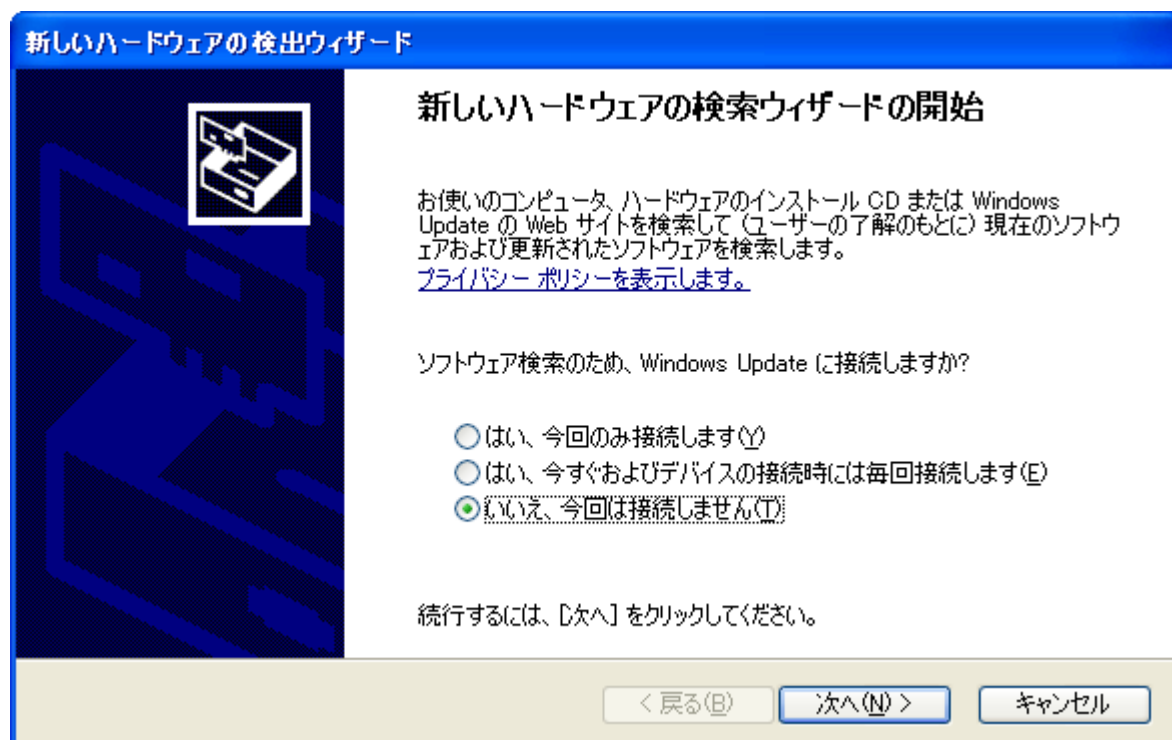 新しいハードウェアの検出ウィザード
新しいハードウェアの検索ウィザードの開始
お使いのコンピュータ、ハードウェアのインストール CD または Windows
Update の Web サイトを検索して (ユーザーの了解のもとに) 現在のソフトウ
ェアおよび更新されたソフトウェアを検索します。
プライバシー ポリシーを表示します。
ソフトウェア検索のため、Windows Update に接続しますか?
はい、今回のみ接続します(Y)
はい、今すぐおよびデバイスの接続時には毎回接続します(E)
いいえ、今回は接続しません(T)
続行するには、[次へ] をクリックしてください。
< 戻る(B) 次へ(N) > キャンセル